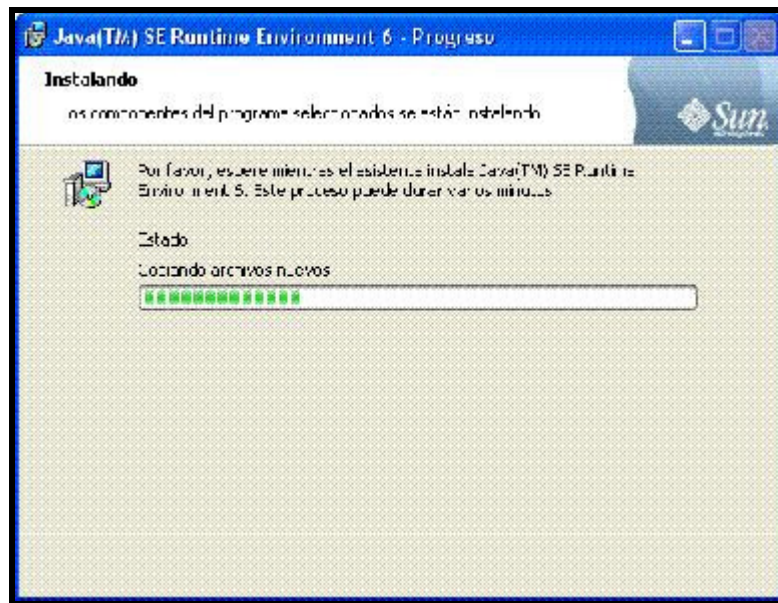 Java(TM) SE Runtime Environment 6 - Progreso
Instalando
Los componentes del programa seleccionados se están instalando
Sun
Por favor, espere mientras el asistente instala Java(TM) SE Runtime
Environment 6. Este proceso puede durar varios minutos
Estado
Copiando archivos nuevos